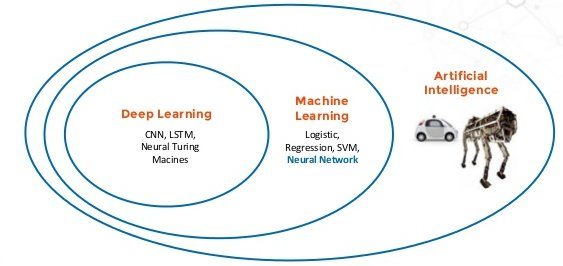 Deep Learning
CNN, LSTM,
Neural Turing
Macines
Machine
Learning
Logistic,
Regression, SVM,
Neural Network
Artificial
Intelligence